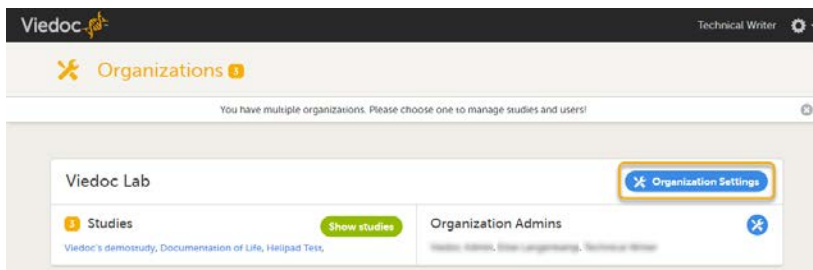 Viedoc
Technical Writer
Organizations 3
You have multiple organizations. Please choose one to manage studies and users!
Viedoc Lab
Organization Settings
3 Studies
Show studies
Organization Admins
Viedoc's demostudy, Documentation of Life, Helipad Test,